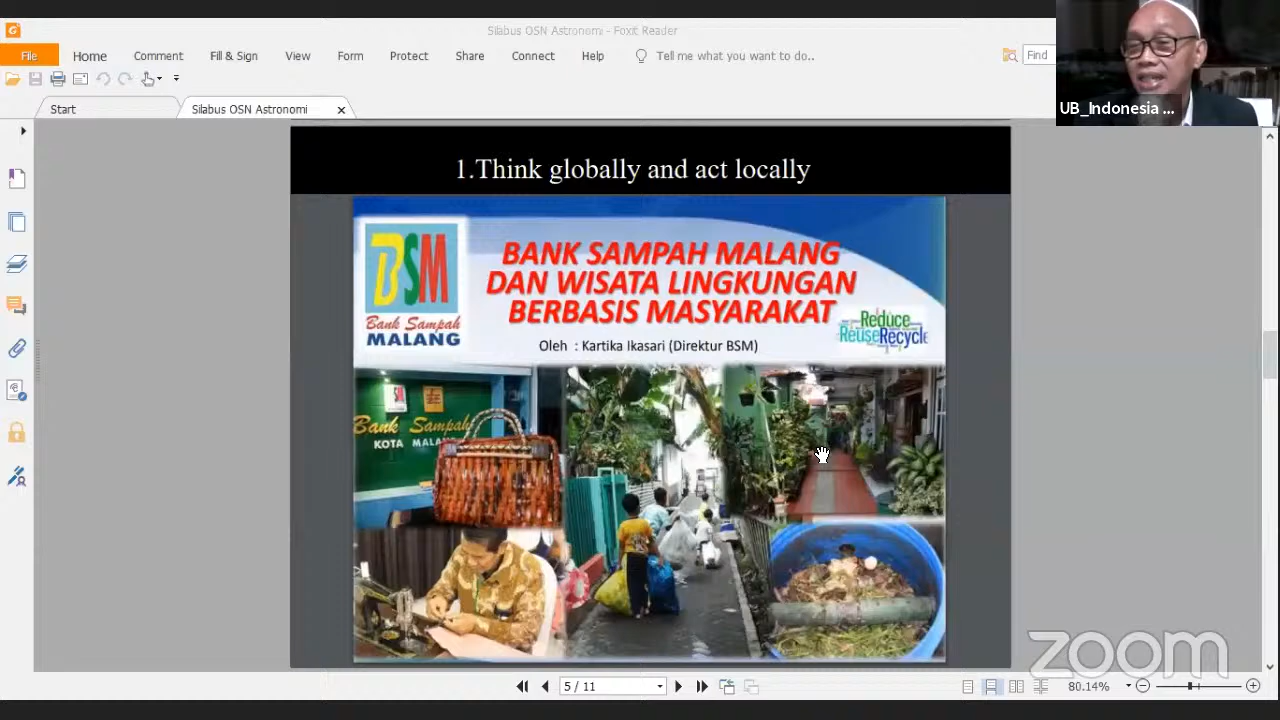 Silabus OSN Astronomi - Foxit Reader
File Home Comment Fill & Sign View Form Protect Share Connect Help Tell me what you want to do.. Find
Start Silabus OSN Astronomi
UB_Indonesia ...
1.Think globally and act locally
BSM
Bank Sampah
MALANG
BANK SAMPAH MALANG
DAN WISATA LINGKUNGAN
BERBASIS MASYARAKAT
Oleh : Kartika Ikasari (Direktur BSM)
Reduce
Reuse Recycle
Bank Sampah
KOTA MALA
zoom
5 / 11
80.14%